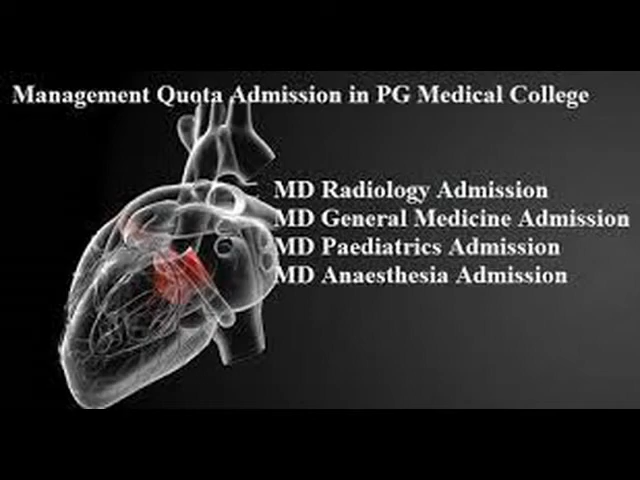 Management Quota Admission in PG Medical College
MD Radiology Admission
MD General Medicine Admission
MD Paediatrics Admission
MD Anaesthesia Admission